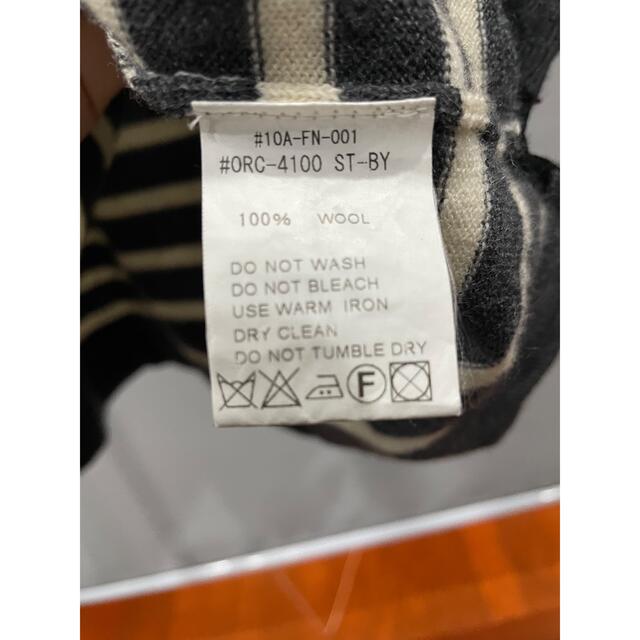 #10A-FN-001
#ORC-4100 ST-BY
100% WOOL
DO NOT WASH
DO NOT BLEACH
USE WARM IRON
DRY CLEAN
DO NOT TUMBLE DRY
F